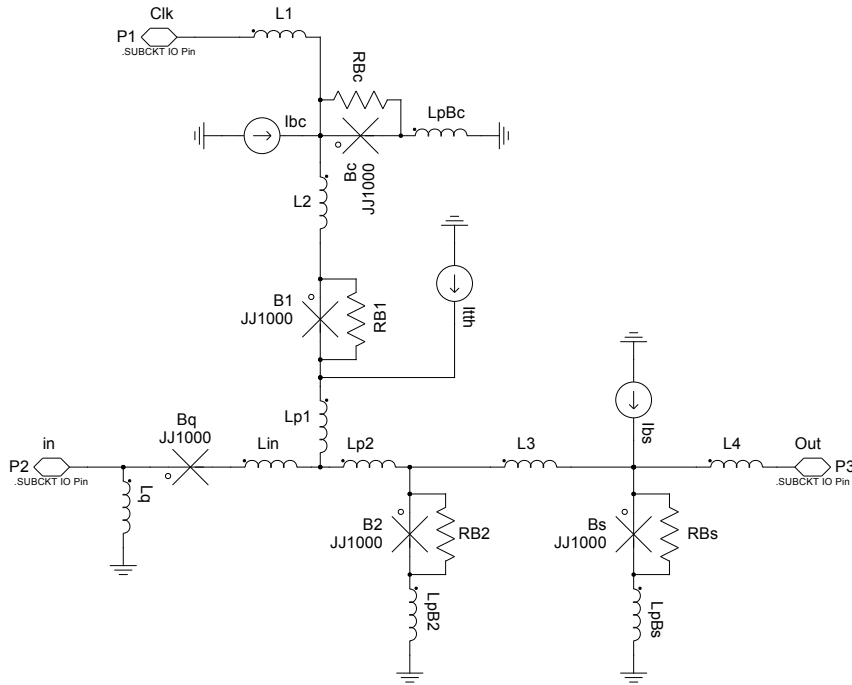 Clk
L1
P1
.SUBCKT IO Pin
RBc
LpBc
Ibc
Bc
JJ1000
L2
B1
JJ1000
RB1
Itth
Lp1
Ibs
Bq
JJ1000
in
Lin
Lp2
L3
L4
Out
P2
P3
.SUBCKT IO Pin
.SUBCKT IO Pin
Lq
B2
JJ1000
RB2
Bs
JJ1000
RBs
LpB2
LpBs